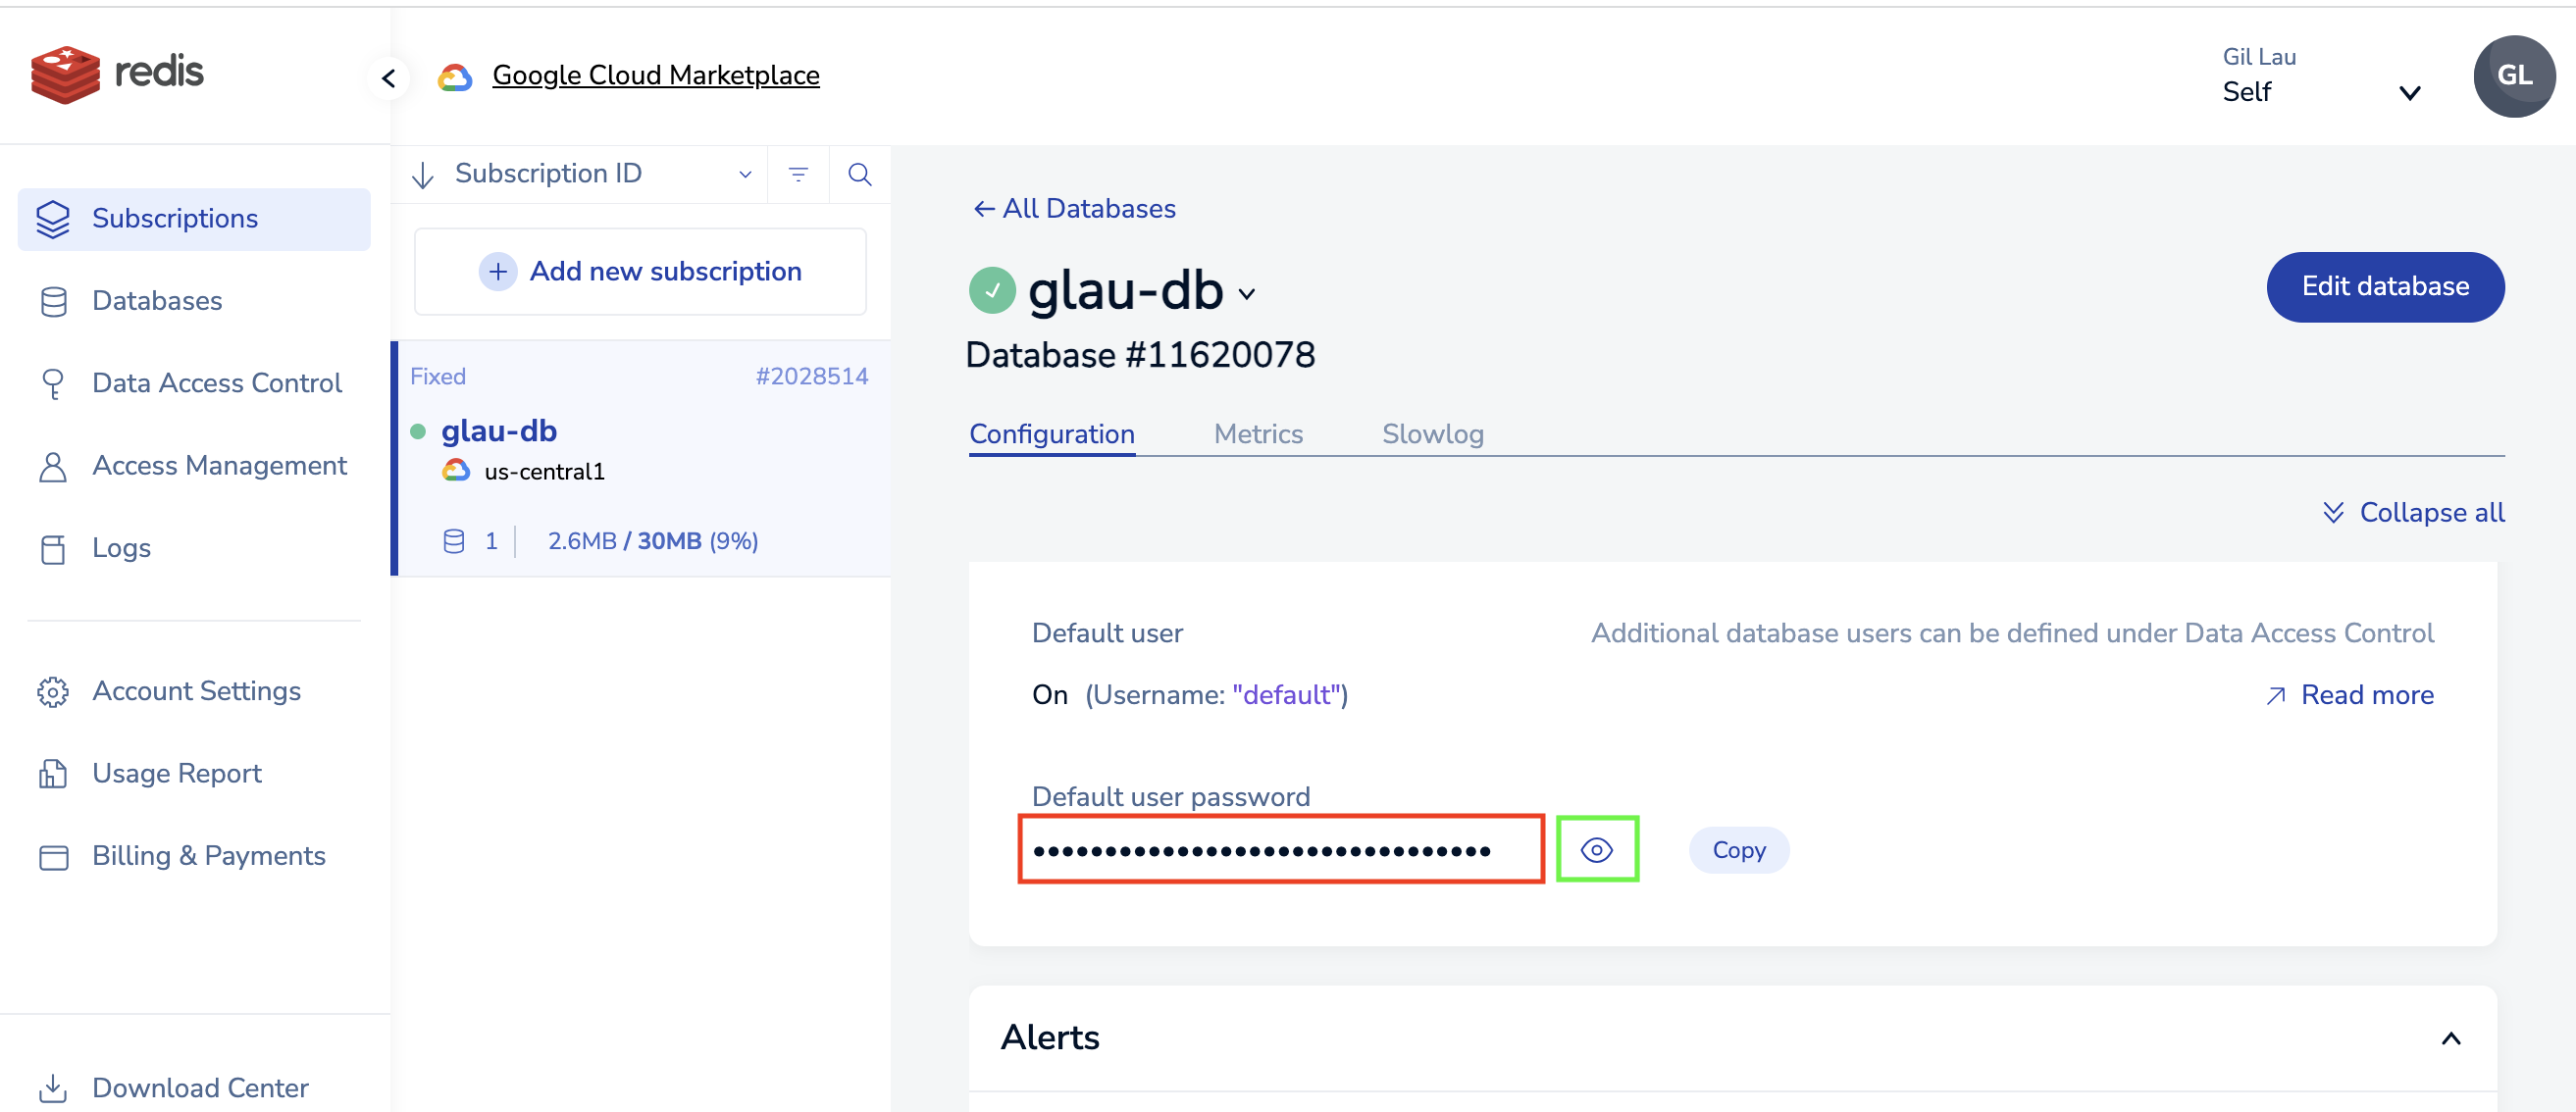 redis
Google Cloud Marketplace
Gil Lau
Self
GL
Subscriptions
Databases
Data Access Control
Access Management
Logs
Account Settings
Usage Report
Billing & Payments
Download Center
Subscription ID
+ Add new subscription
Fixed #2028514
glau-db
us-central1
1 2.6MB / 30MB (9%)
All Databases
glau-db
Edit database
Database #11620078
Configuration Metrics Slowlog
Collapse all
Default user Additional database users can be defined under Data Access Control
On (Username: "default") Read more
Default user password
••••••••••••••••••••••••••••••••
Copy
Alerts